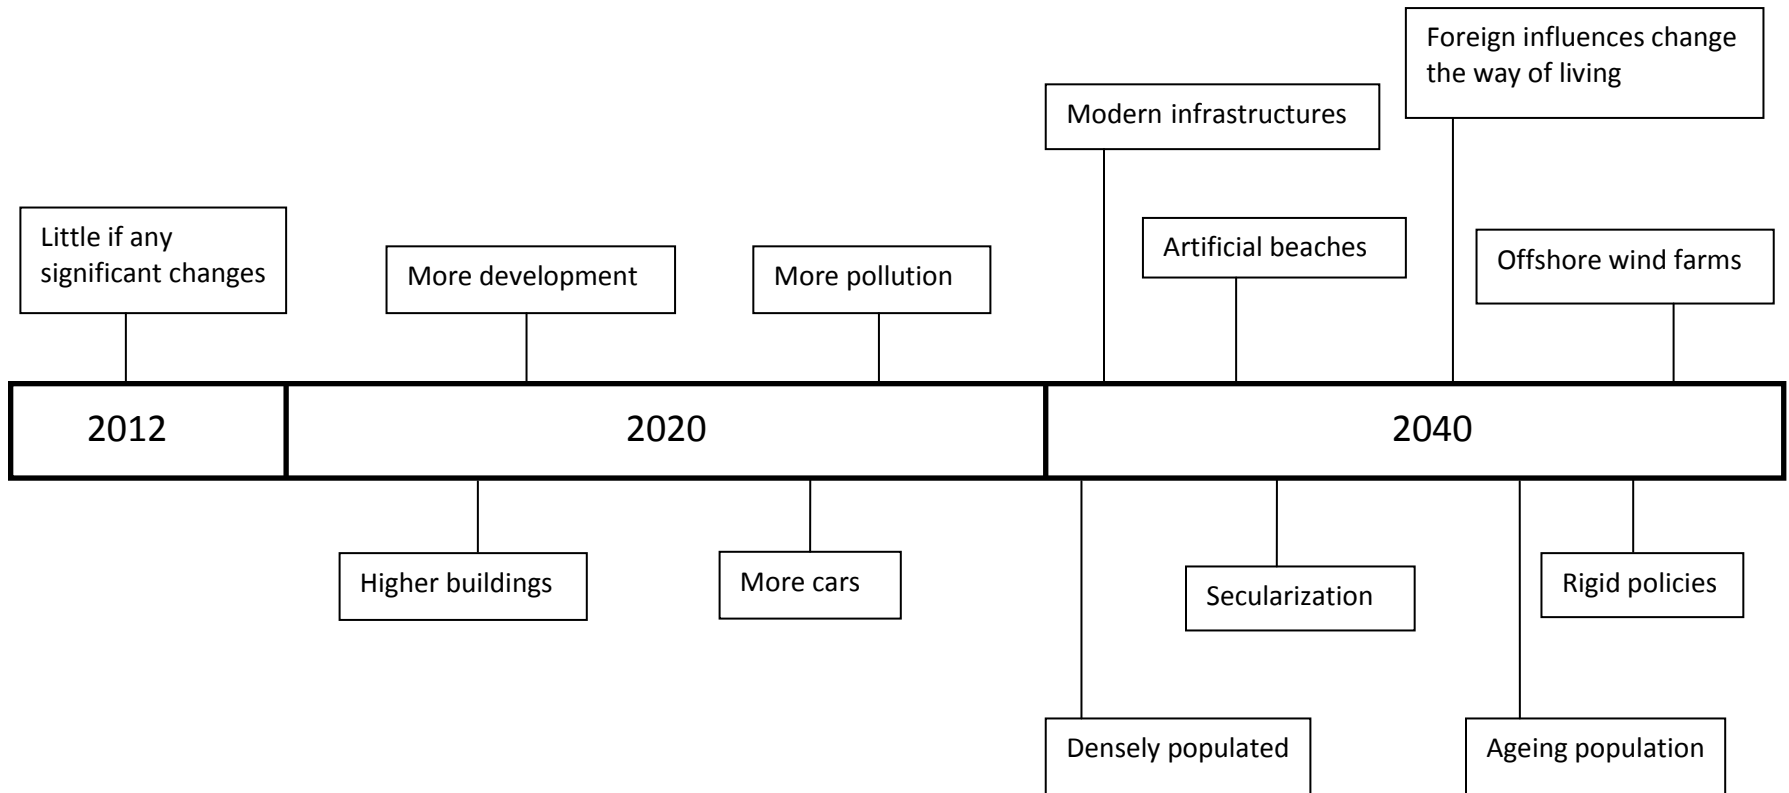 Foreign influences change
the way of living
Modern infrastructures
Little if any
significant changes
More development
More pollution
Artificial beaches
Offshore wind farms
2012
2020
2040
Higher buildings
More cars
Secularization
Rigid policies
Densely populated
Ageing population